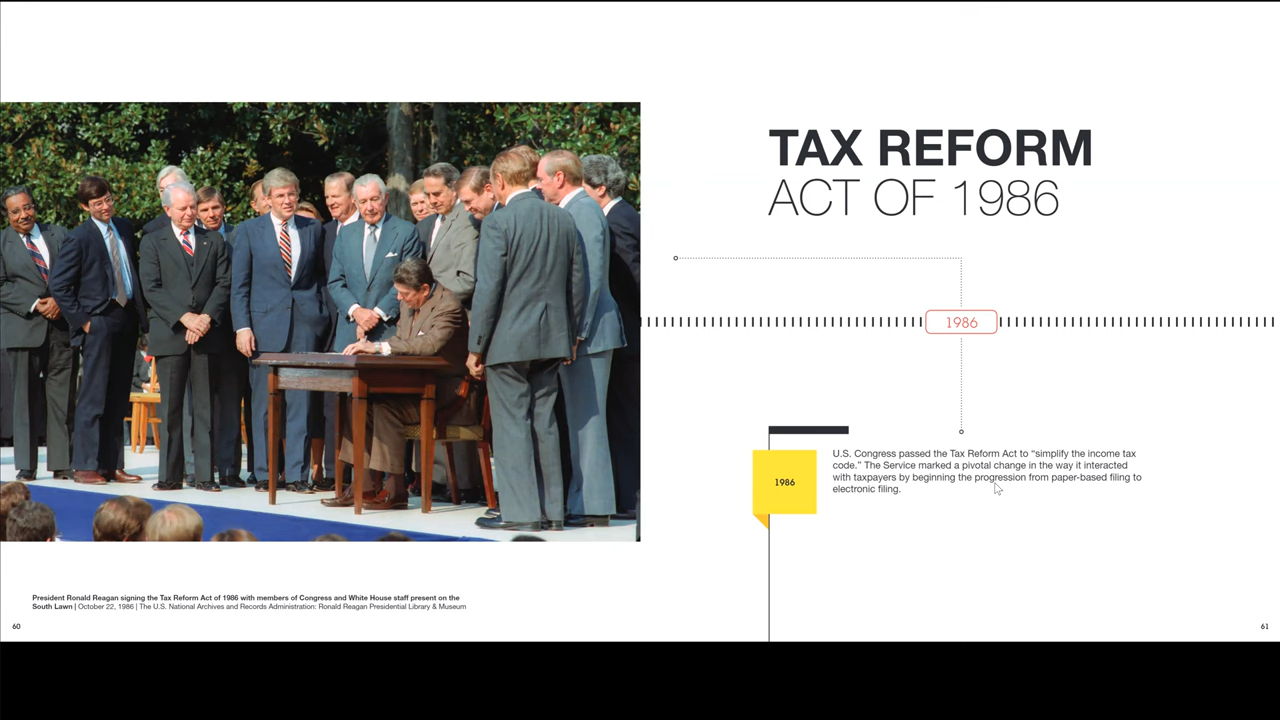 TAX REFORM
ACT OF 1986
1986
1986
U.S. Congress passed the Tax Reform Act to “simplify the income tax
code.” The Service marked a pivotal change in the way it interacted
with taxpayers by beginning the progression from paper-based filing to
electronic filing.
President Ronald Reagan signing the Tax Reform Act of 1986 with members of Congress and White House staff present on the
South Lawn | October 22, 1986 | The U.S. National Archives and Records Administration: Ronald Reagan Presidential Library & Museum
60
61